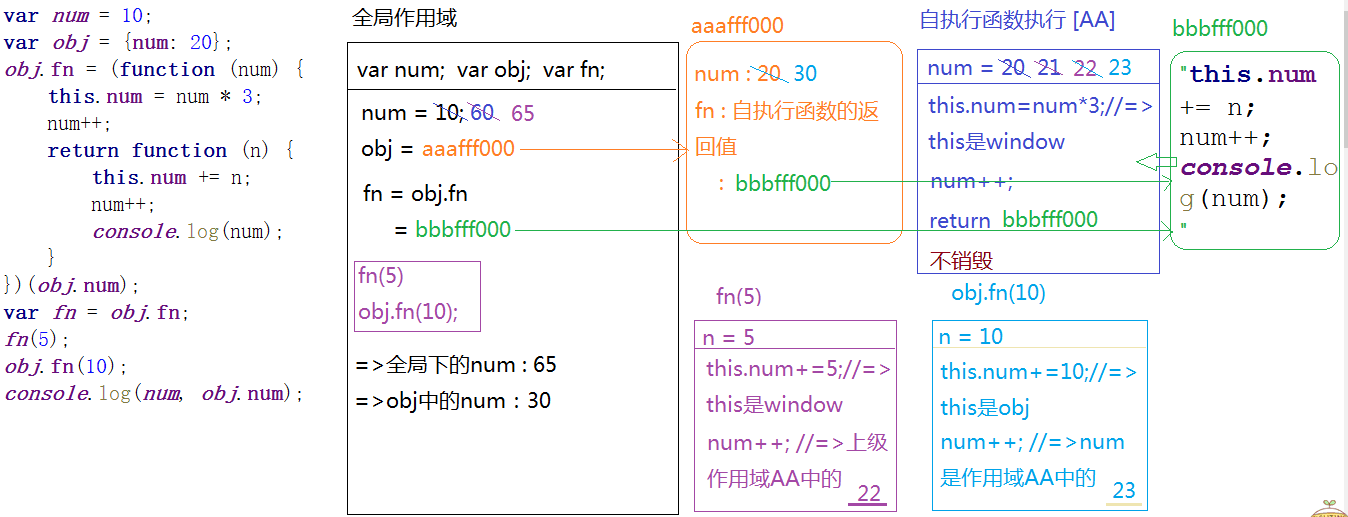 var num = 10;
var obj = {num: 20};
obj.fn = (function (num) {
this.num = num * 3;
num++;
return function (n) {
this.num += n;
num++;
console.log(num);
}
})(obj.num);
var fn = obj.fn;
fn(5);
obj.fn(10);
console.log(num, obj.num);
全局作用域
var num; var obj; var fn;
num = 10; 60 65
obj = aaafff000
fn = obj.fn
= bbbfff000
fn(5)
obj.fn(10);
=>全局下的num : 65
=>obj中的num : 30
aaafff000
num : 20 30
fn : 自执行函数的返
回值
: bbbfff000
自执行函数执行 [AA]
num = 20 21 22 23
this.num=num*3;//=>
this是window
num++;
return bbbfff000
不销毁
bbbfff000
"this.num
+= n;
num++;
console.lo
g(num);
"
fn(5)
n = 5
this.num+=5;//=>
this是window
num++; //=>上级
作用域AA中的 22
obj.fn(10)
n = 10
this.num+=10;//=>
this是obj
num++; //=>num
是作用域AA中的 23